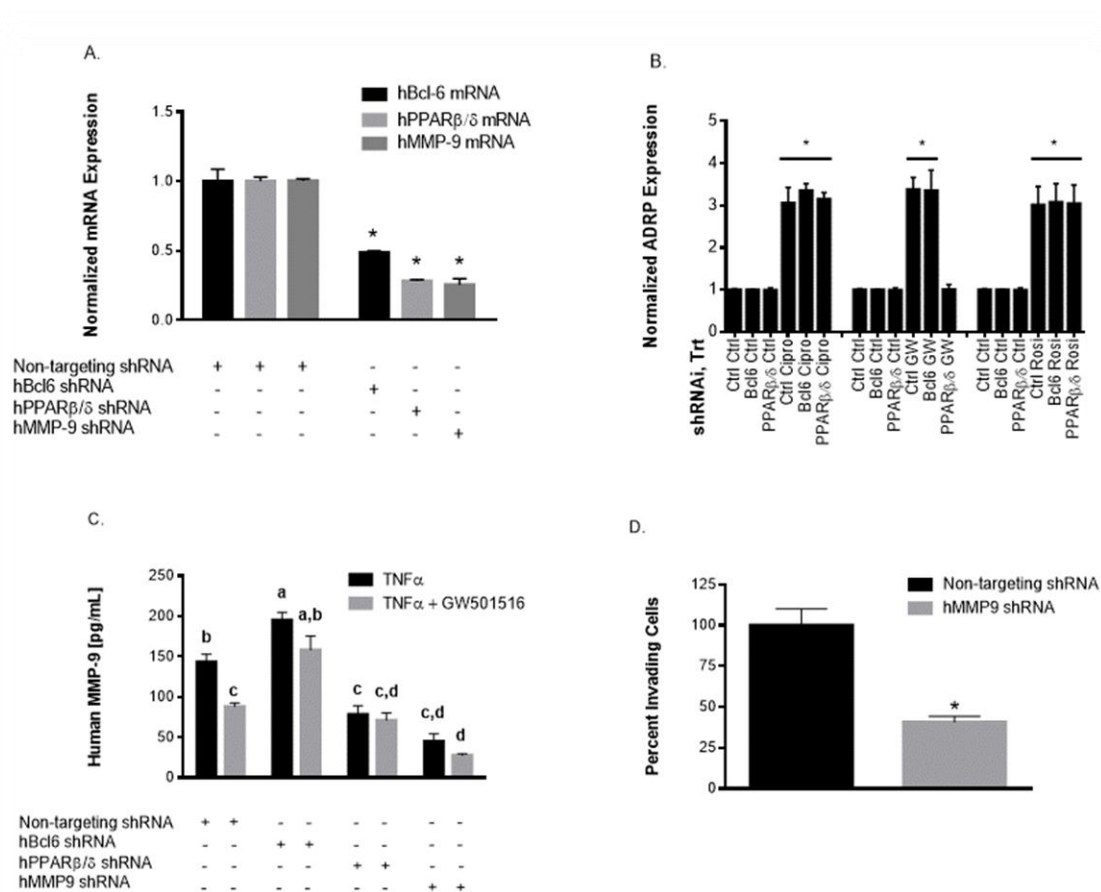 A.
Normalized mRNA Expression
1.5
1.0
0.5
0.0
hBcl-6 mRNA
hPPARβ/δ mRNA
hMMP-9 mRNA
* * *
Non-targeting shRNA + + + - - -
hBcl6 shRNA - - - + - -
hPPARβ/δ shRNA - - - - + -
hMMP-9 shRNA - - - - - +
B.
Normalized ADRP Expression
5
4
3
2
1
0
* * *
shRNAi, Trt
Ctrl Ctrl
Bcl6 Ctrl
PPARβ/δ Ctrl
Ctrl Cipro
Bcl6 Cipro
PPARβ/δ Cipro
Ctrl Ctrl
Bcl6 Ctrl
PPARβ/δ Ctrl
Ctrl GW
Bcl6 GW
PPARβ/δ GW
Ctrl Ctrl
Bcl6 Ctrl
PPARβ/δ Ctrl
Ctrl Rosi
Bcl6 Rosi
PPARβ/δ Rosi
C.
Human MMP-9 [pg/mL]
250
200
150
100
50
0
TNFα
TNFα + GW501516
b c a a,b c c,d c,d d
Non-targeting shRNA + + - - - - - -
hBcl6 shRNA - - + + - - - -
hPPARβ/δ shRNA - - - - + + - -
hMMP9 shRNA - - - - - - + +
D.
Percent Invading Cells
125
100
75
50
25
0
Non-targeting shRNA
hMMP9 shRNA
*